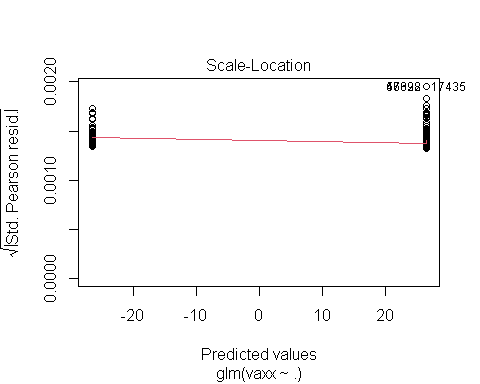 Scale-Location
17435
0.0020
0.0010
0.0000
√|Std. Pearson resid.|
-20 -10 0 10 20
Predicted values
glm(vaxx ~ .)